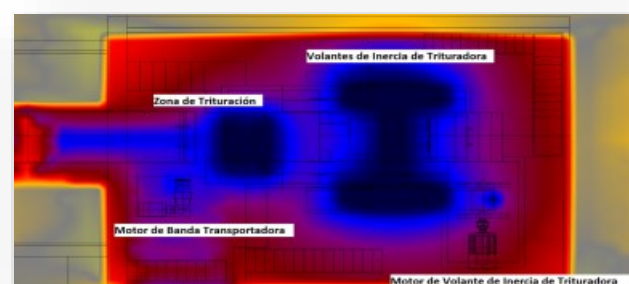 Volantes de Inercia de Trituradora
Zona de Trituración
Motor de Banda Transportadora
Motor de Volante de Inercia de Trituradora